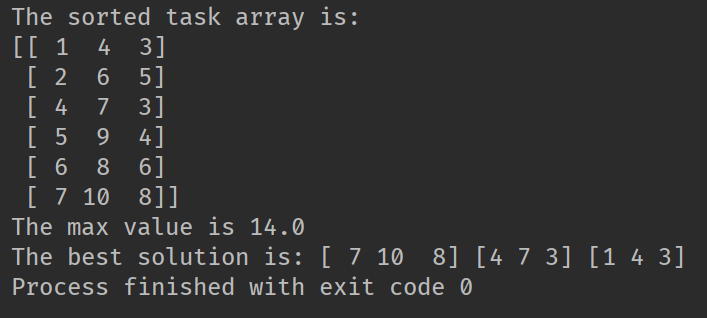 The sorted task array is:
[[ 1  4  3]
 [ 2  6  5]
 [ 4  7  3]
 [ 5  9  4]
 [ 6  8  6]
 [ 7 10  8]]
The max value is 14.0
The best solution is: [ 7 10  8] [4 7 3] [1 4 3]
Process finished with exit code 0